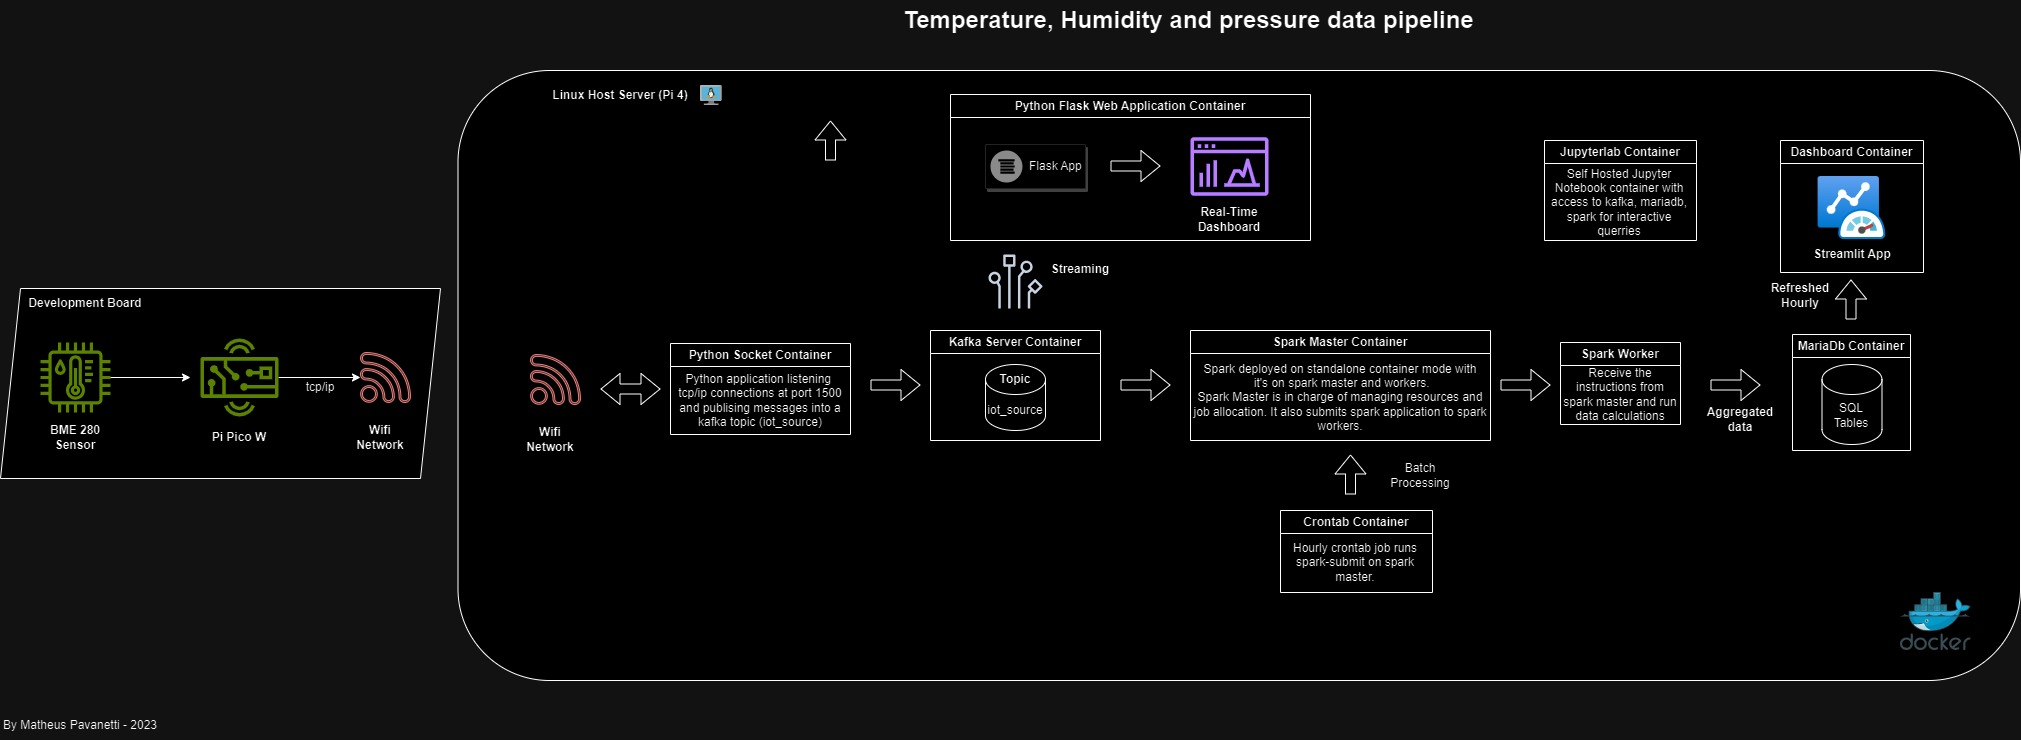 Temperature, Humidity and pressure data pipeline
Linux Host Server (Pi 4)
Python Flask Web Application Container
Flask App
Real-Time
Dashboard
Jupyterlab Container
Self Hosted Jupyter
Notebook container with
access to kafka, mariadb,
spark for interactive
querries
Dashboard Container
Streamlit App
Streaming
Refreshed
Hourly
Development Board
BME 280
Sensor
Pi Pico W
tcp/ip
Wifi
Network
Wifi
Network
Python Socket Container
Python application listening
tcp/ip connections at port 1500
and publising messages into a
kafka topic (iot_source)
Kafka Server Container
Topic
iot_source
Spark Master Container
Spark deployed on standalone container mode with
it's on spark master and workers.
Spark Master is in charge of managing resources and
job allocation. It also submits spark application to spark
workers.
Spark Worker
Receive the
instructions from
spark master and run
data calculations
Aggregated
data
MariaDb Container
SQL
Tables
Batch
Processing
Crontab Container
Hourly crontab job runs
spark-submit on spark
master.
docker
By Matheus Pavanetti - 2023